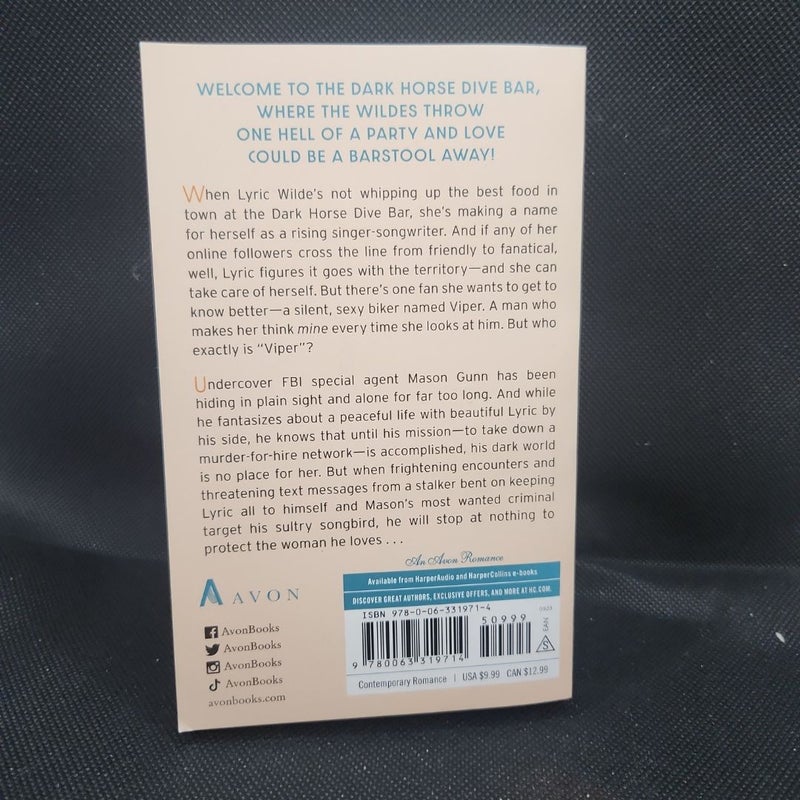 WELCOME TO THE DARK HORSE DIVE BAR,
WHERE THE WILDES THROW
ONE HELL OF A PARTY AND LOVE
COULD BE A BARSTOOL AWAY!
When Lyric Wilde's not whipping up the best food in
town at the Dark Horse Dive Bar, she's making a name
for herself as a rising singer-songwriter. And if any of her
online followers cross the line from friendly to fanatical,
well, Lyric figures it goes with the territory—and she can
take care of herself. But there's one fan she wants to get to
know better—a silent, sexy biker named Viper. A man who
makes her think mine every time she looks at him. But who
exactly is "Viper"?
Undercover FBI special agent Mason Gunn has been
hiding in plain sight and alone for far too long. And while
he fantasizes about a peaceful life with beautiful Lyric by
his side, he knows that until his mission—to take down a
murder-for-hire network—is accomplished, his dark world
is no place for her. But when frightening encounters and
threatening text messages from a stalker bent on keeping
Lyric all to himself and Mason's most wanted criminal
target his sultry songbird, he will stop at nothing to
protect the woman he loves . . .
An Avon Romance
Available from HarperAudio and HarperCollins e-books
DISCOVER GREAT AUTHORS, EXCLUSIVE OFFERS, AND MORE AT HC.COM.
AVON
AvonBooks
AvonBooks
AvonBooks
AvonBooks
avonbooks.com
ISBN 978-0-06-331971-4
50999
0923
EAN
S
9 780063 319714
Contemporary Romance | USA $9.99 CAN $12.99